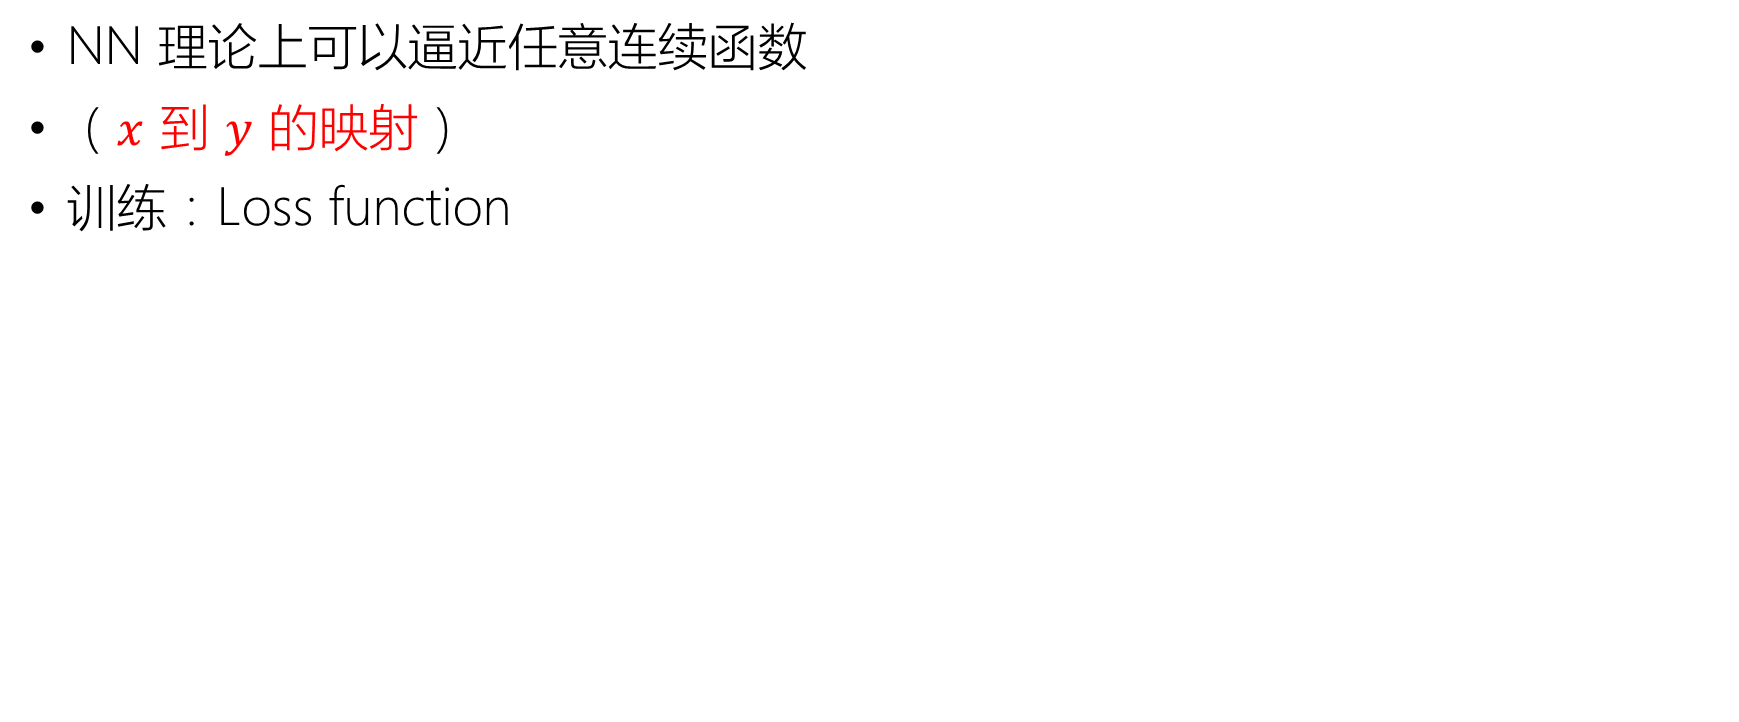 • NN 理论上可以逼近任意连续函数
• （ x 到 y 的映射 ）
• 训练：Loss function